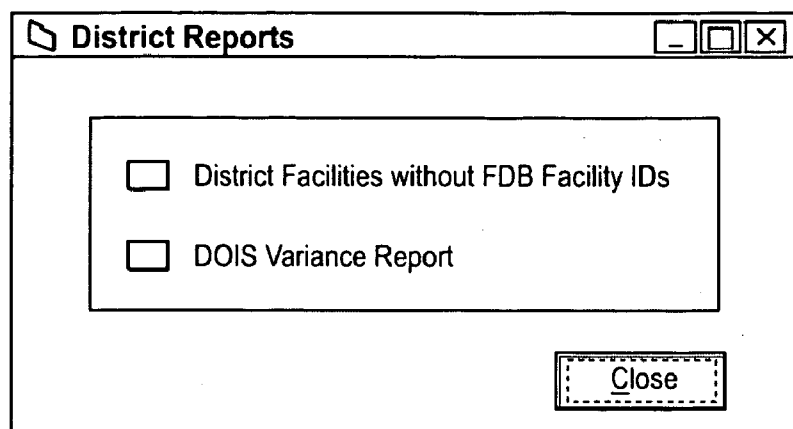 District Reports
District Facilities without FDB Facility IDs
DOIS Variance Report
Close